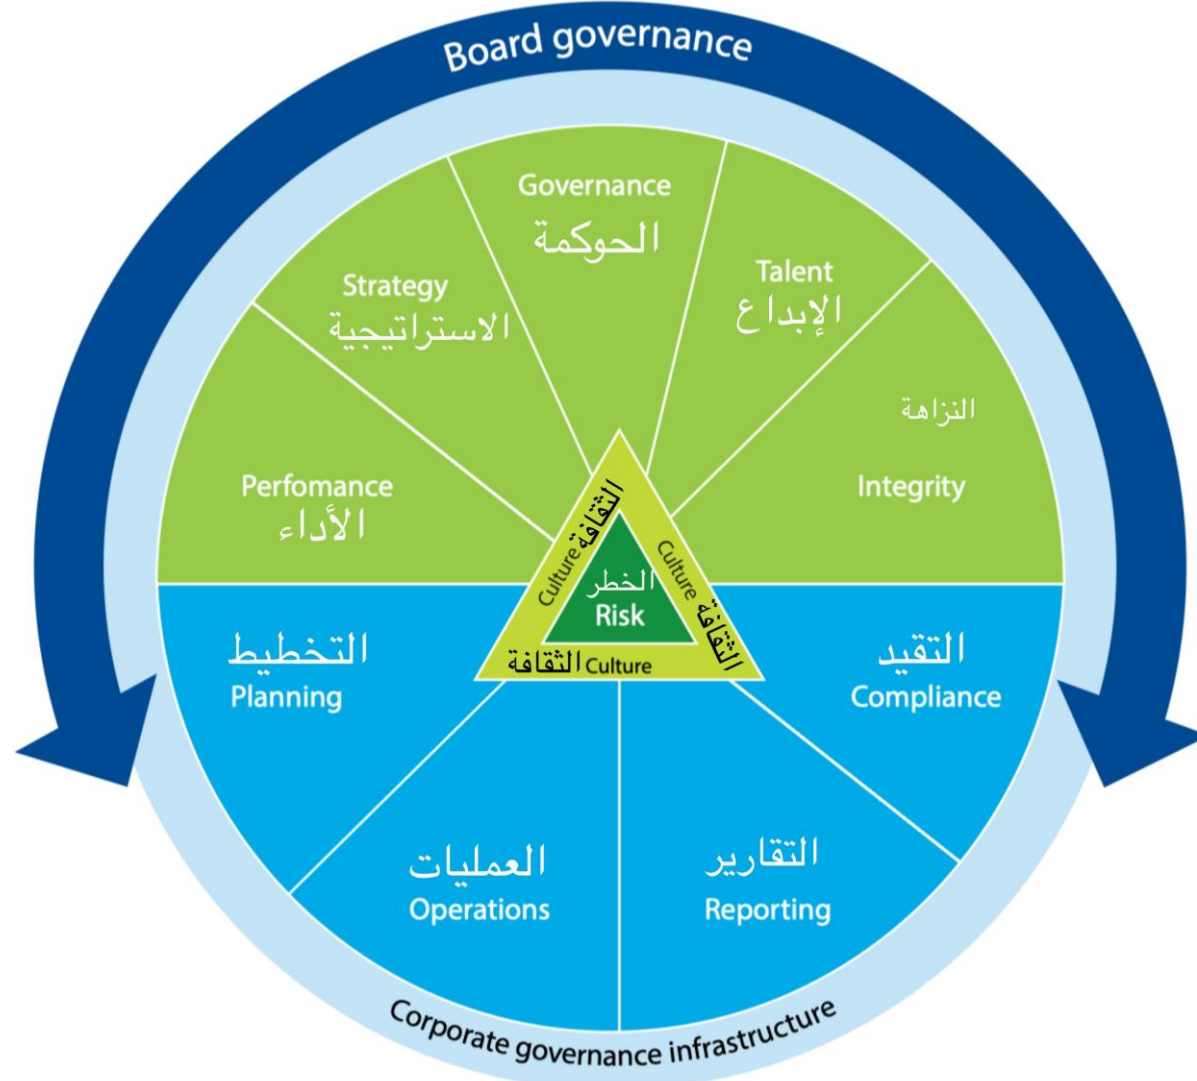 Board governance
Governance
الحوكمة
Strategy
الاستراتيجية
Talent
الإبداع
Perfomance
الأداء
النزاهة
Integrity
الثقافة
Culture
Culture
الثقافة
الخطر
Risk
الثقافة Culture
التخطيط
Planning
التقيد
Compliance
العمليات
Operations
التقارير
Reporting
Corporate governance infrastructure